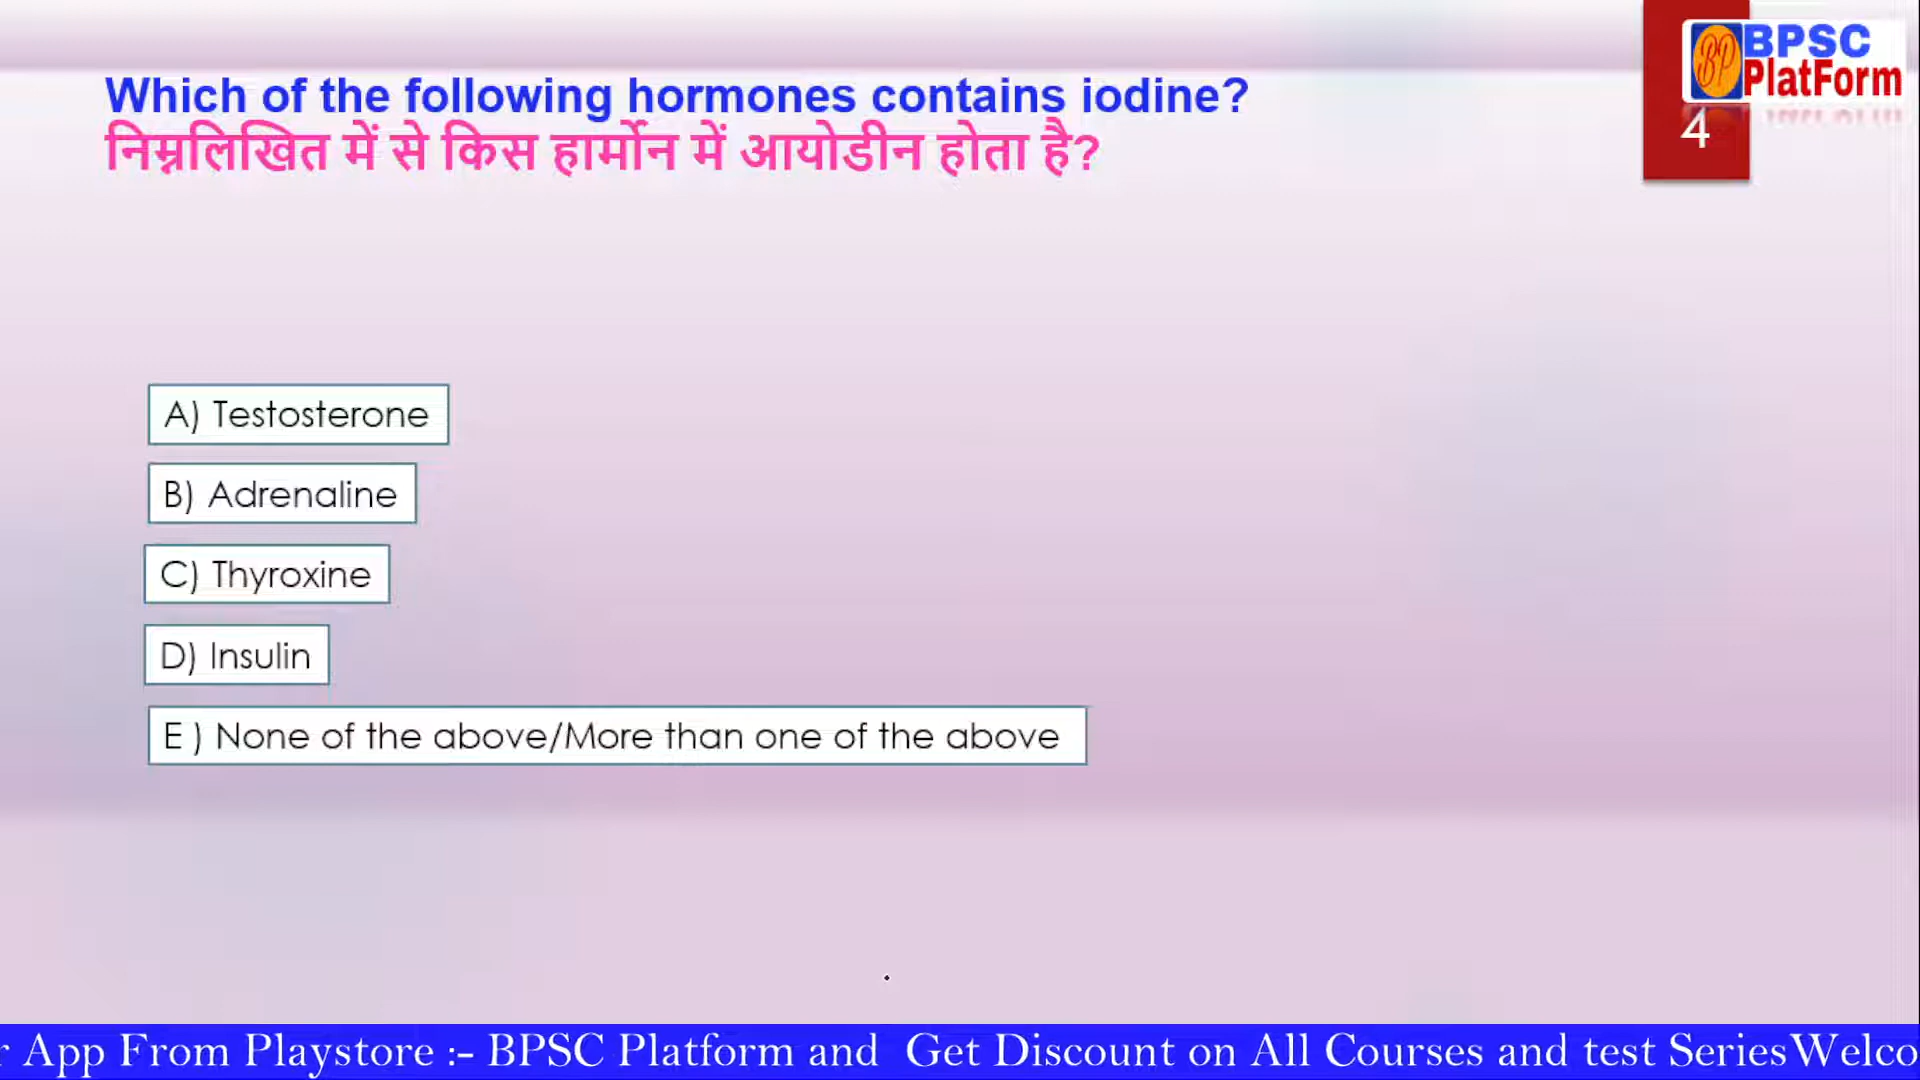 Which of the following hormones contains iodine?
निम्नलिखित में से किस हार्मोन में आयोडीन होता है?
BP
BPSC
PlatForm
4
A) Testosterone
B) Adrenaline
C) Thyroxine
D) Insulin
E ) None of the above/More than one of the above
r App From Playstore :- BPSC Platform and Get Discount on All Courses and test SeriesWelco